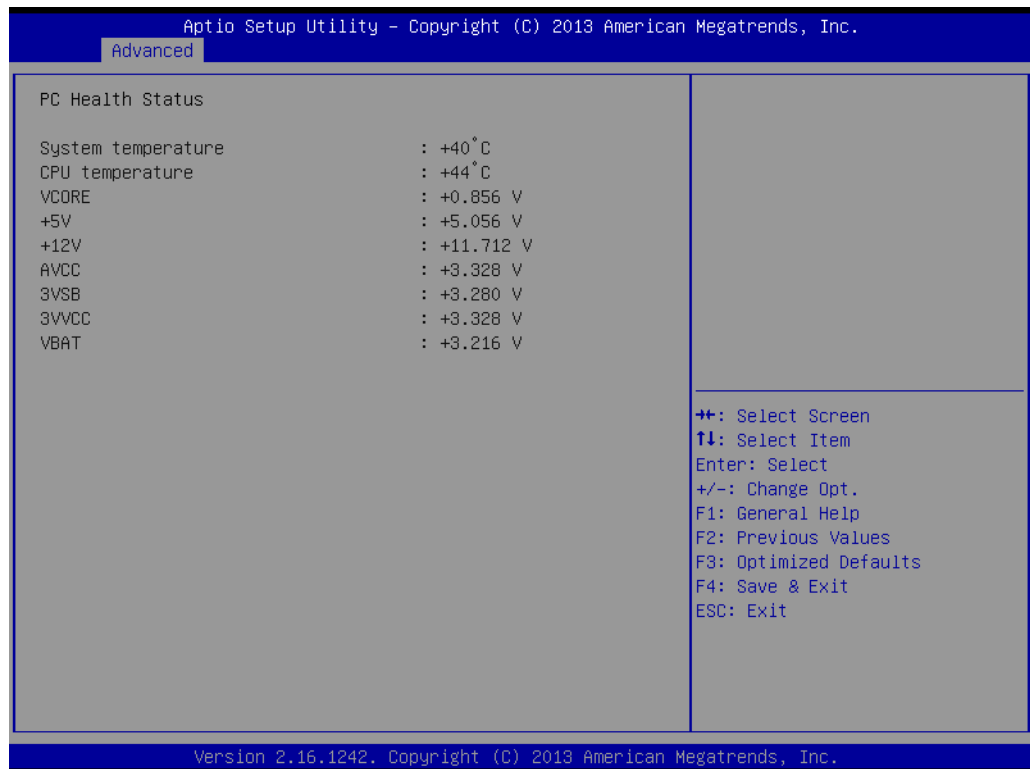 Aptio Setup Utility – Copyright (C) 2013 American Megatrends, Inc.
Advanced
PC Health Status
System temperature : +40°C
CPU temperature : +44°C
VCORE : +0.856 V
+5V : +5.056 V
+12V : +11.712 V
AVCC : +3.328 V
3VSB : +3.280 V
3VVCC : +3.328 V
VBAT : +3.216 V
→←: Select Screen
↑↓: Select Item
Enter: Select
+/-: Change Opt.
F1: General Help
F2: Previous Values
F3: Optimized Defaults
F4: Save & Exit
ESC: Exit
Version 2.16.1242. Copyright (C) 2013 American Megatrends, Inc.